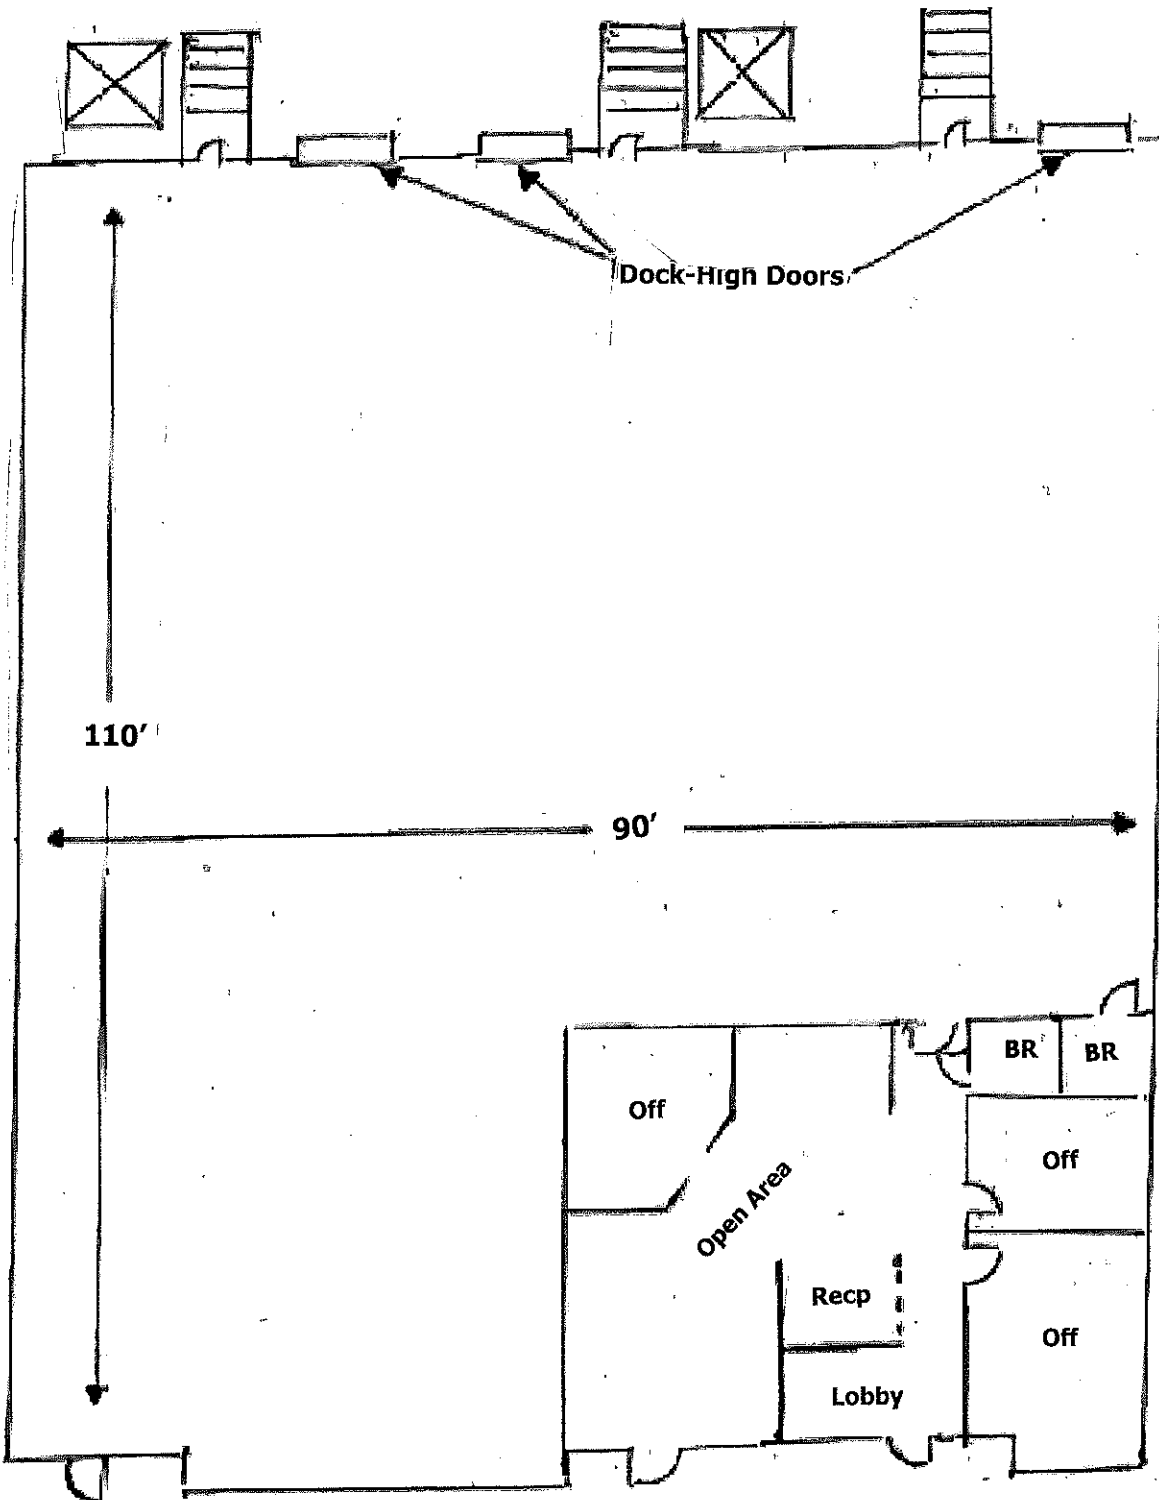 Dock-High Doors
110'
90'
BR
BR
Off
Off
Open Area
Recp
Off
Lobby